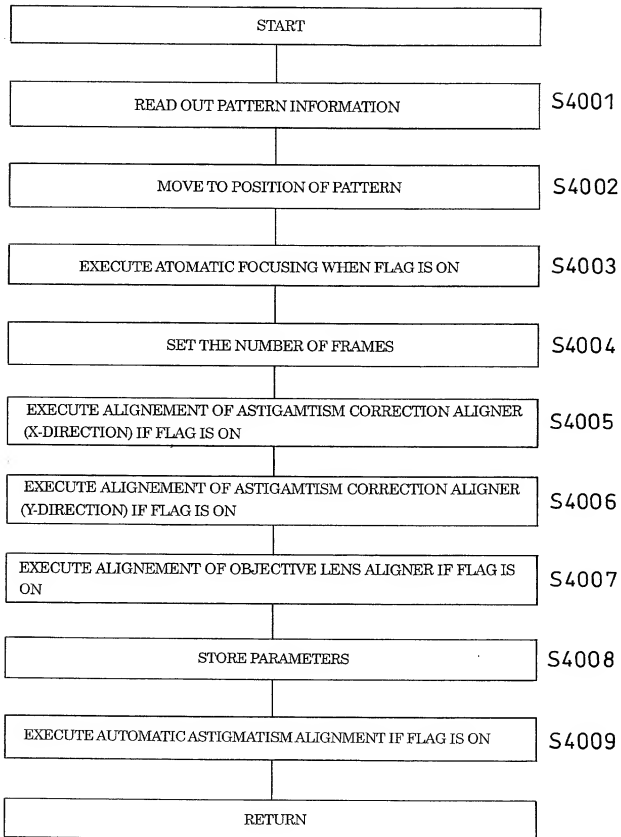 START
READ OUT PATTERN INFORMATION
S4001
MOVE TO POSITION OF PATTERN
S4002
EXECUTE ATOMATIC FOCUSING WHEN FLAG IS ON
S4003
SET THE NUMBER OF FRAMES
S4004
EXECUTE ALIGNEMENT OF ASTIGAMTISM CORRECTION ALIGNER
(X-DIRECTION) IF FLAG IS ON
S4005
EXECUTE ALIGNEMENT OF ASTIGAMTISM CORRECTION ALIGNER
(Y-DIRECTION) IF FLAG IS ON
S4006
EXECUTE ALIGNEMENT OF OBJECTIVE LENS ALIGNER IF FLAG IS
ON
S4007
STORE PARAMETERS
S4008
EXECUTE AUTOMATIC ASTIGMATISM ALIGNMENT IF FLAG IS ON
S4009
RETURN